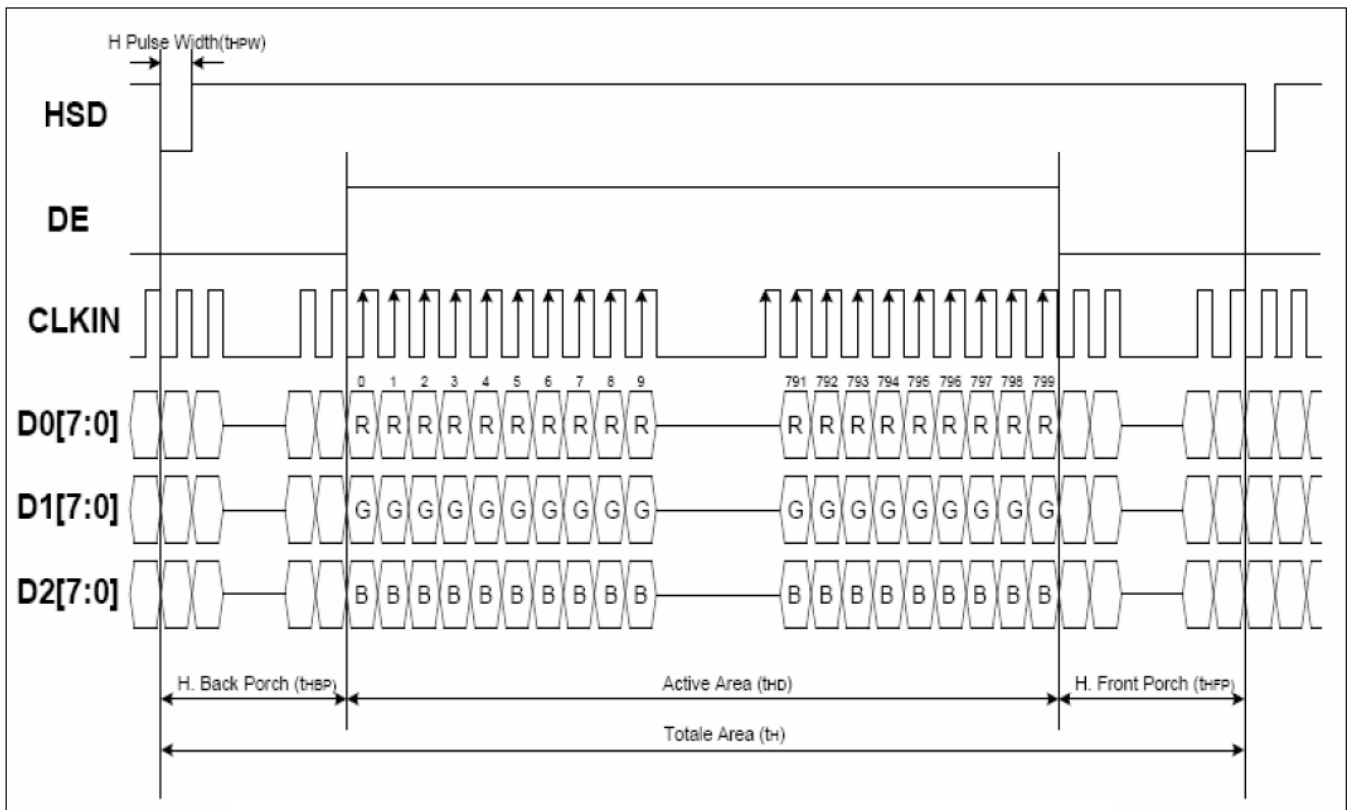 H Pulse Width(tHPW)
HSD
DE
CLKIN
0 1 2 3 4 5 6 7 8 9 791 792 793 794 795 796 797 798 799
D0[7:0] R R R R R R R R R R R R R R R R R R R
D1[7:0] G G G G G G G G G G G G G G G G G G G
D2[7:0] B B B B B B B B B B B B B B B B B B B
H. Back Porch (tHBP) Active Area (tHD) H. Front Porch (tHFP)
Totale Area (tH)